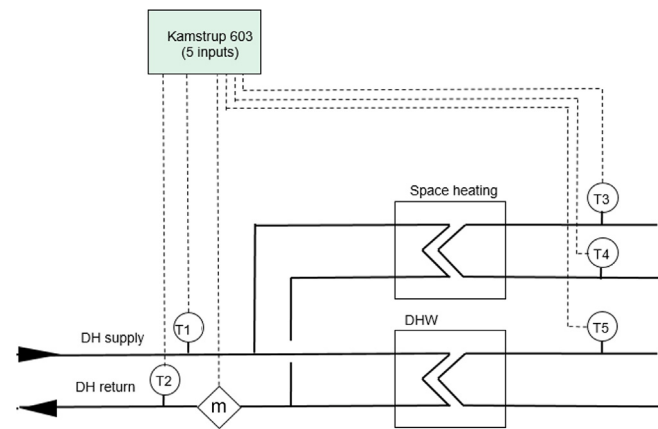 Kamstrup 603
(5 inputs)
Space heating
T3
T4
DHW
T5
T1
DH supply
T2
DH return
m